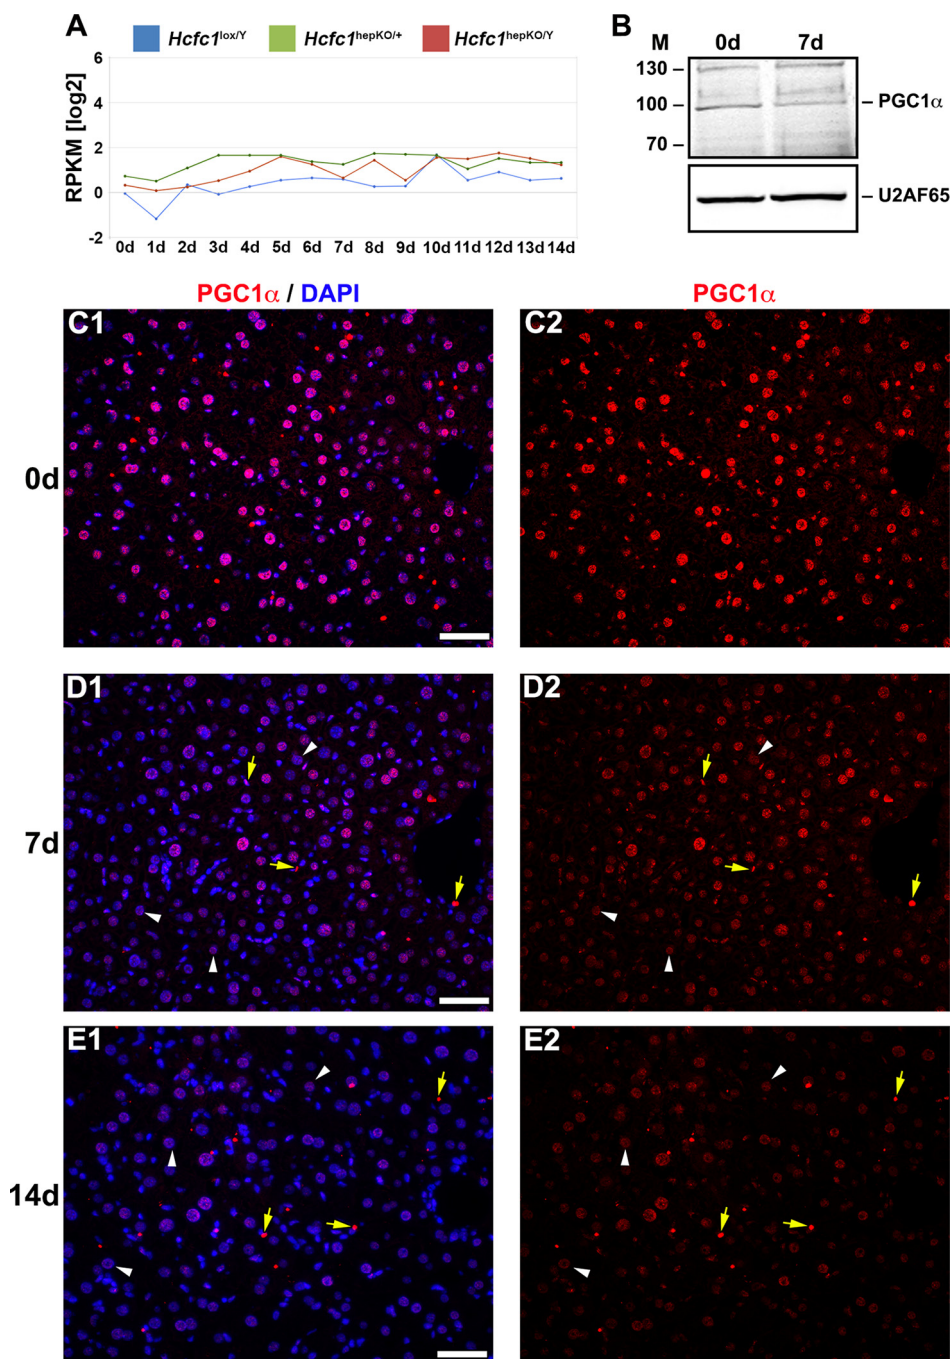 A Hcfc1lox/Y Hcfc1hepKO/+ Hcfc1hepKO/Y
RPKM [log2]
6
4
2
0
-2
0d 1d 2d 3d 4d 5d 6d 7d 8d 9d 10d 11d 12d 13d 14d
B
M 0d 7d
130 –
100 –
70 –
– PGC1α
– U2AF65
PGC1α / DAPI
PGC1α
0d
C1
C2
7d
D1
D2
14d
E1
E2